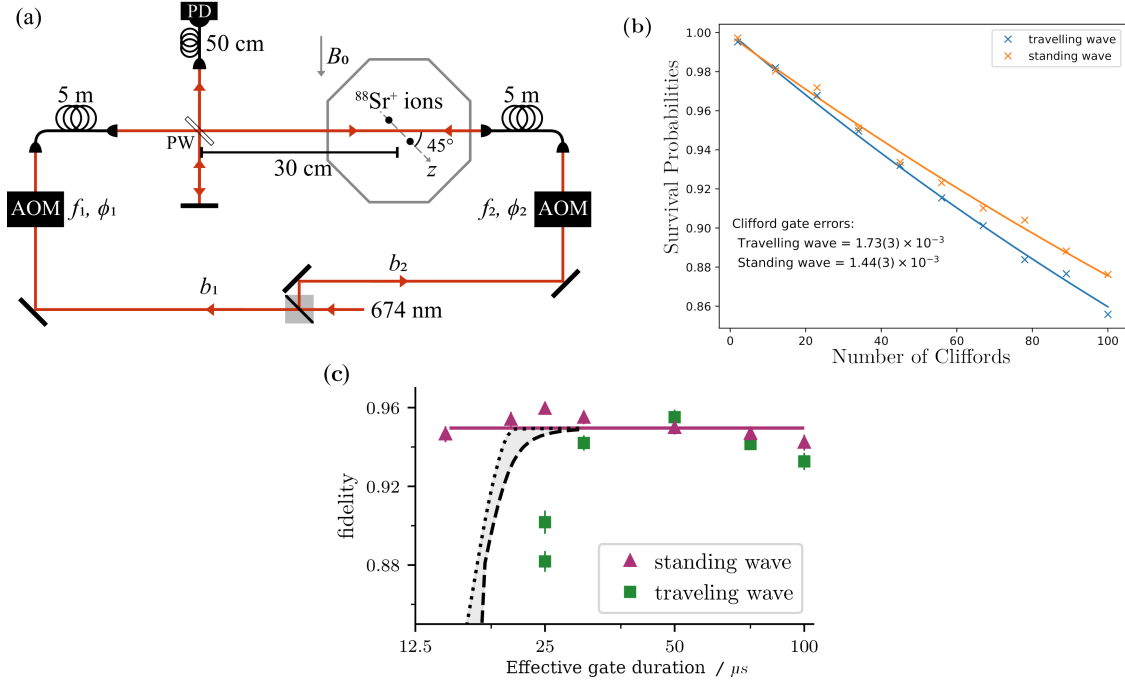 (a)
PD
50 cm
B₀
5 m
⁸⁸Sr⁺ ions
5 m
PW
45°
30 cm
z
AOM f₁, ϕ₁
f₂, ϕ₂ AOM
b₂
b₁
674 nm
(b)
Survival Probabilities
1.00
0.98
0.96
0.94
0.92
0.90
0.88
0.86
travelling wave
standing wave
Clifford gate errors:
Travelling wave = 1.73(3) × 10⁻³
Standing wave = 1.44(3) × 10⁻³
0 20 40 60 80 100
Number of Cliffords
(c)
fidelity
0.96
0.92
0.88
standing wave
traveling wave
12.5 25 50 100
Effective gate duration / μs